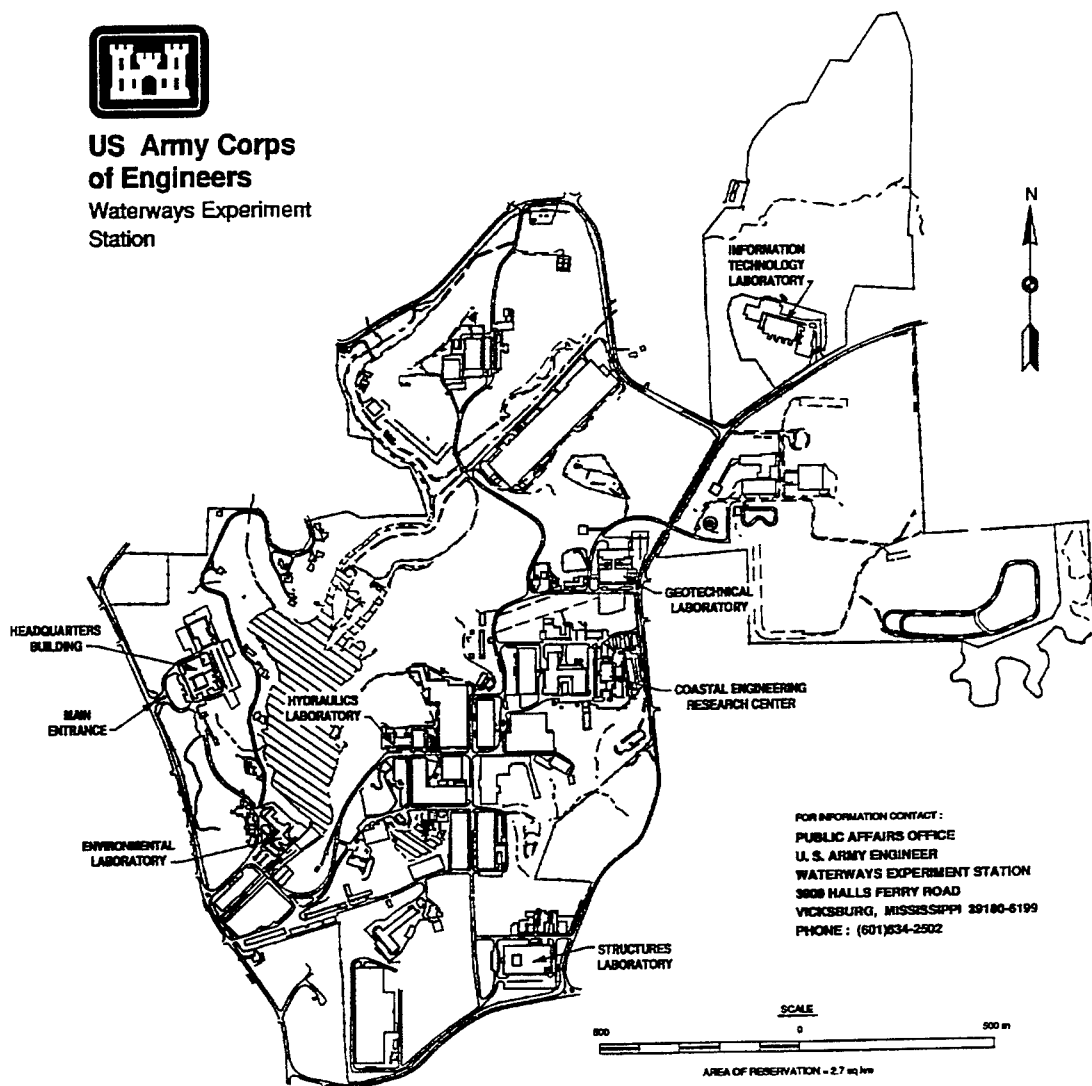 US Army Corps
of Engineers
Waterways Experiment
Station
N
INFORMATION
TECHNOLOGY
LABORATORY
GEOTECHNICAL
LABORATORY
HEADQUARTERS
BUILDING
MAIN
ENTRANCE
HYDRAULICS
LABORATORY
COASTAL ENGINEERING
RESEARCH CENTER
ENVIRONMENTAL
LABORATORY
STRUCTURES
LABORATORY
FOR INFORMATION CONTACT :
PUBLIC AFFAIRS OFFICE
U. S. ARMY ENGINEER
WATERWAYS EXPERIMENT STATION
3909 HALLS FERRY ROAD
VICKSBURG, MISSISSIPPI 39180-6199
PHONE : (601)634-2502
SCALE
500 0 500 m
AREA OF RESERVATION = 2.7 sq km